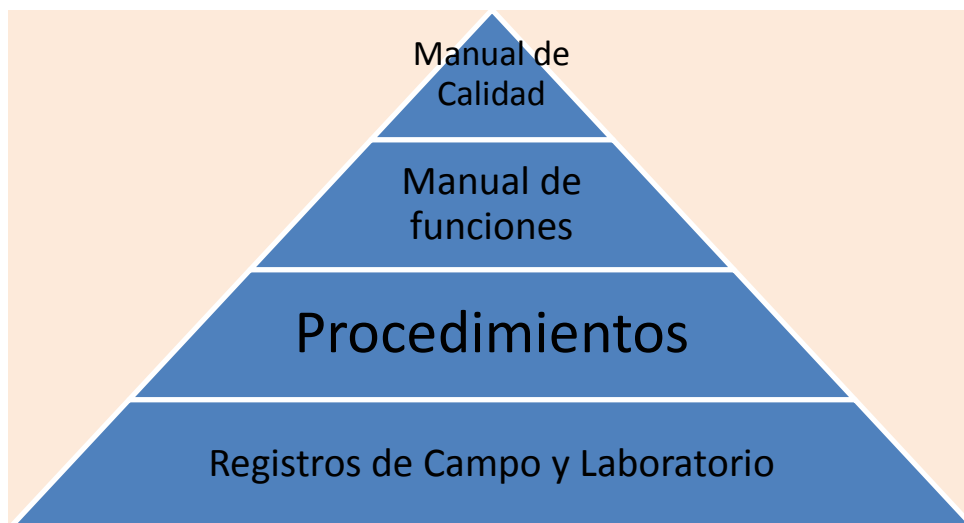 Manual de
Calidad
Manual de
funciones
Procedimientos
Registros de Campo y Laboratorio